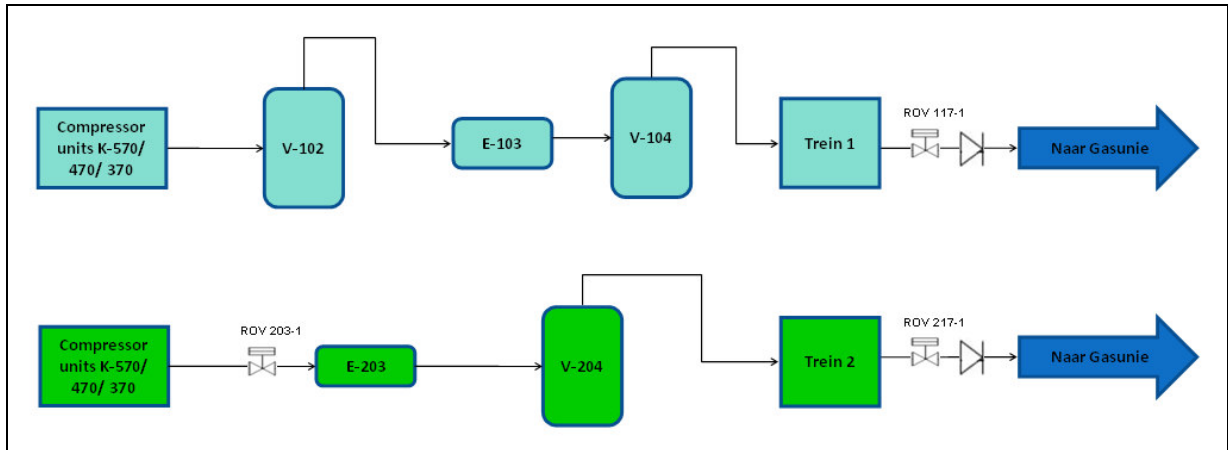 Compressor
units K-570/
470/ 370
V-102
E-103
V-104
Trein 1
ROV 117-1
Naar Gasunie
Compressor
units K-570/
470/ 370
ROV 203-1
E-203
V-204
Trein 2
ROV 217-1
Naar Gasunie